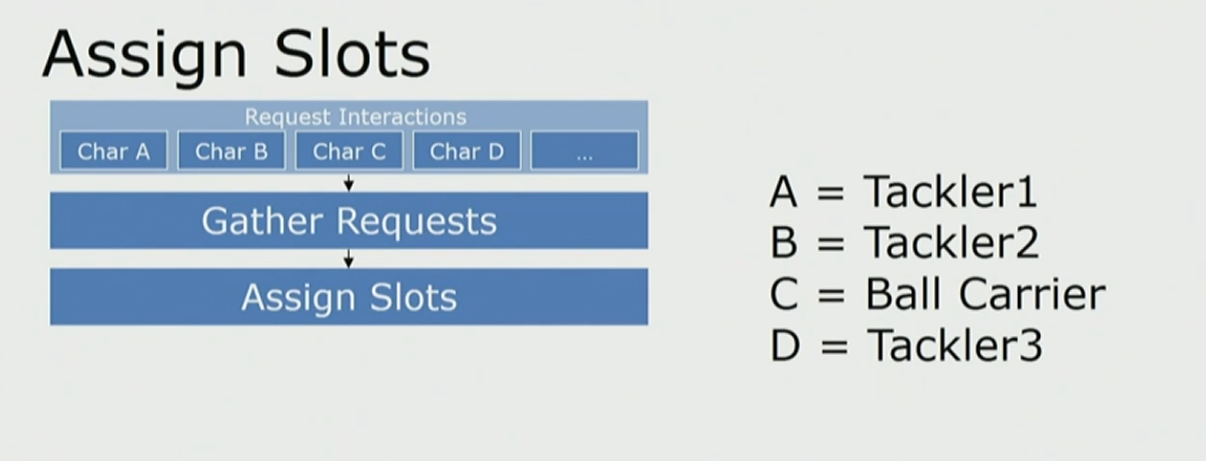 Assign Slots
Request Interactions
Char A
Char B
Char C
Char D
...
Gather Requests
Assign Slots
A = Tackler1
B = Tackler2
C = Ball Carrier
D = Tackler3